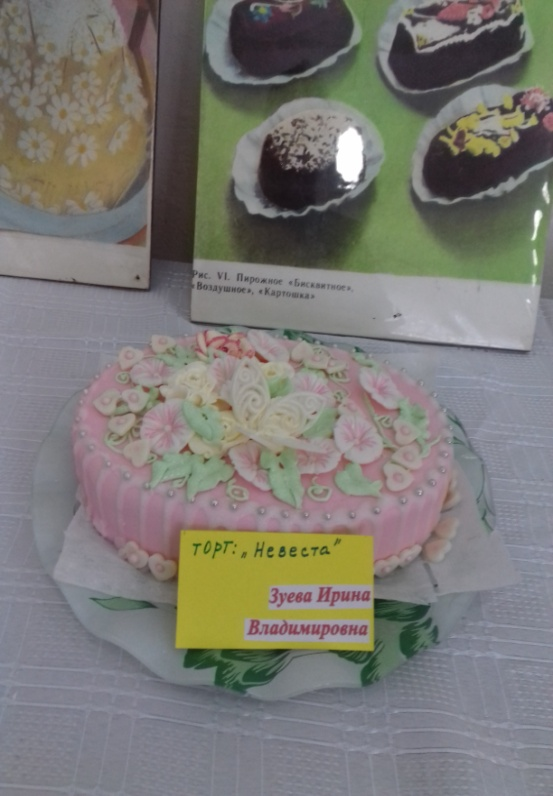 Рис. VI. Пирожное «Бисквитное»,
«Воздушное», «Картошка»
торт: „Невеста"
Зуева Ирина
Владимировна